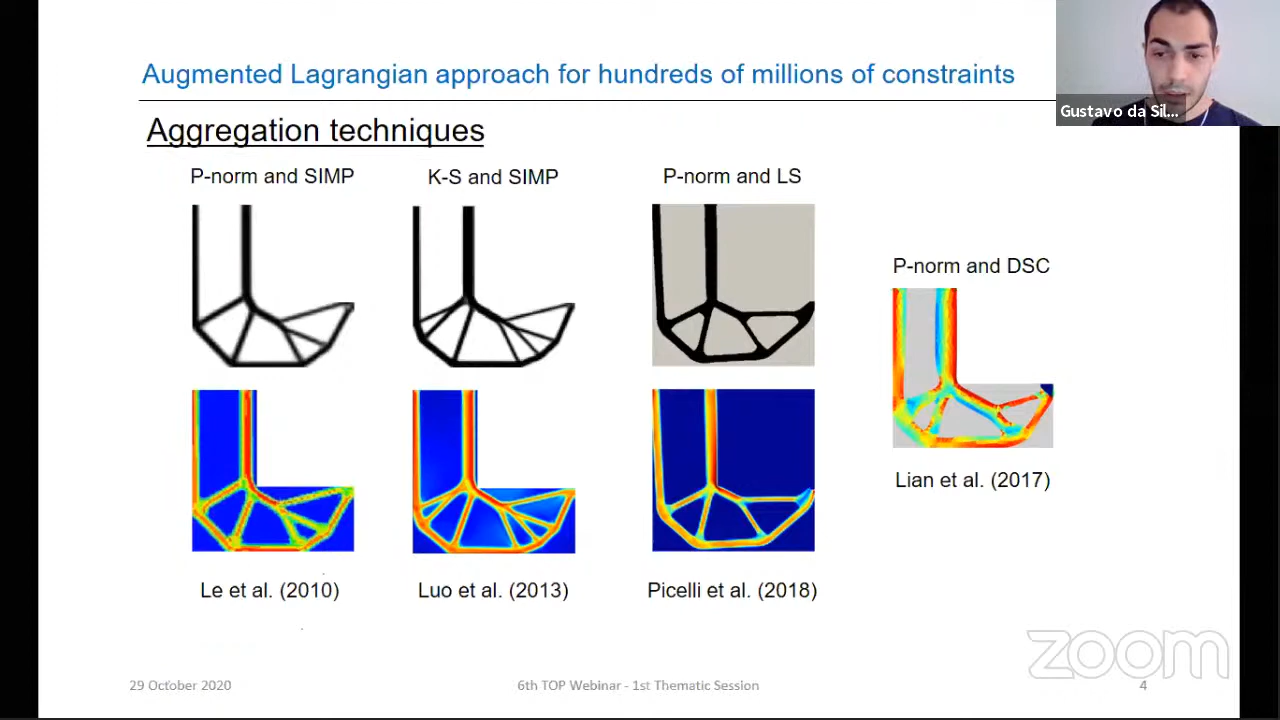 Augmented Lagrangian approach for hundreds of millions of constraints
Gustavo da Sil...
Aggregation techniques
P-norm and SIMP
K-S and SIMP
P-norm and LS
P-norm and DSC
Lian et al. (2017)
Le et al. (2010)
Luo et al. (2013)
Picelli et al. (2018)
zoom
29 October 2020
6th TOP Webinar - 1st Thematic Session
4